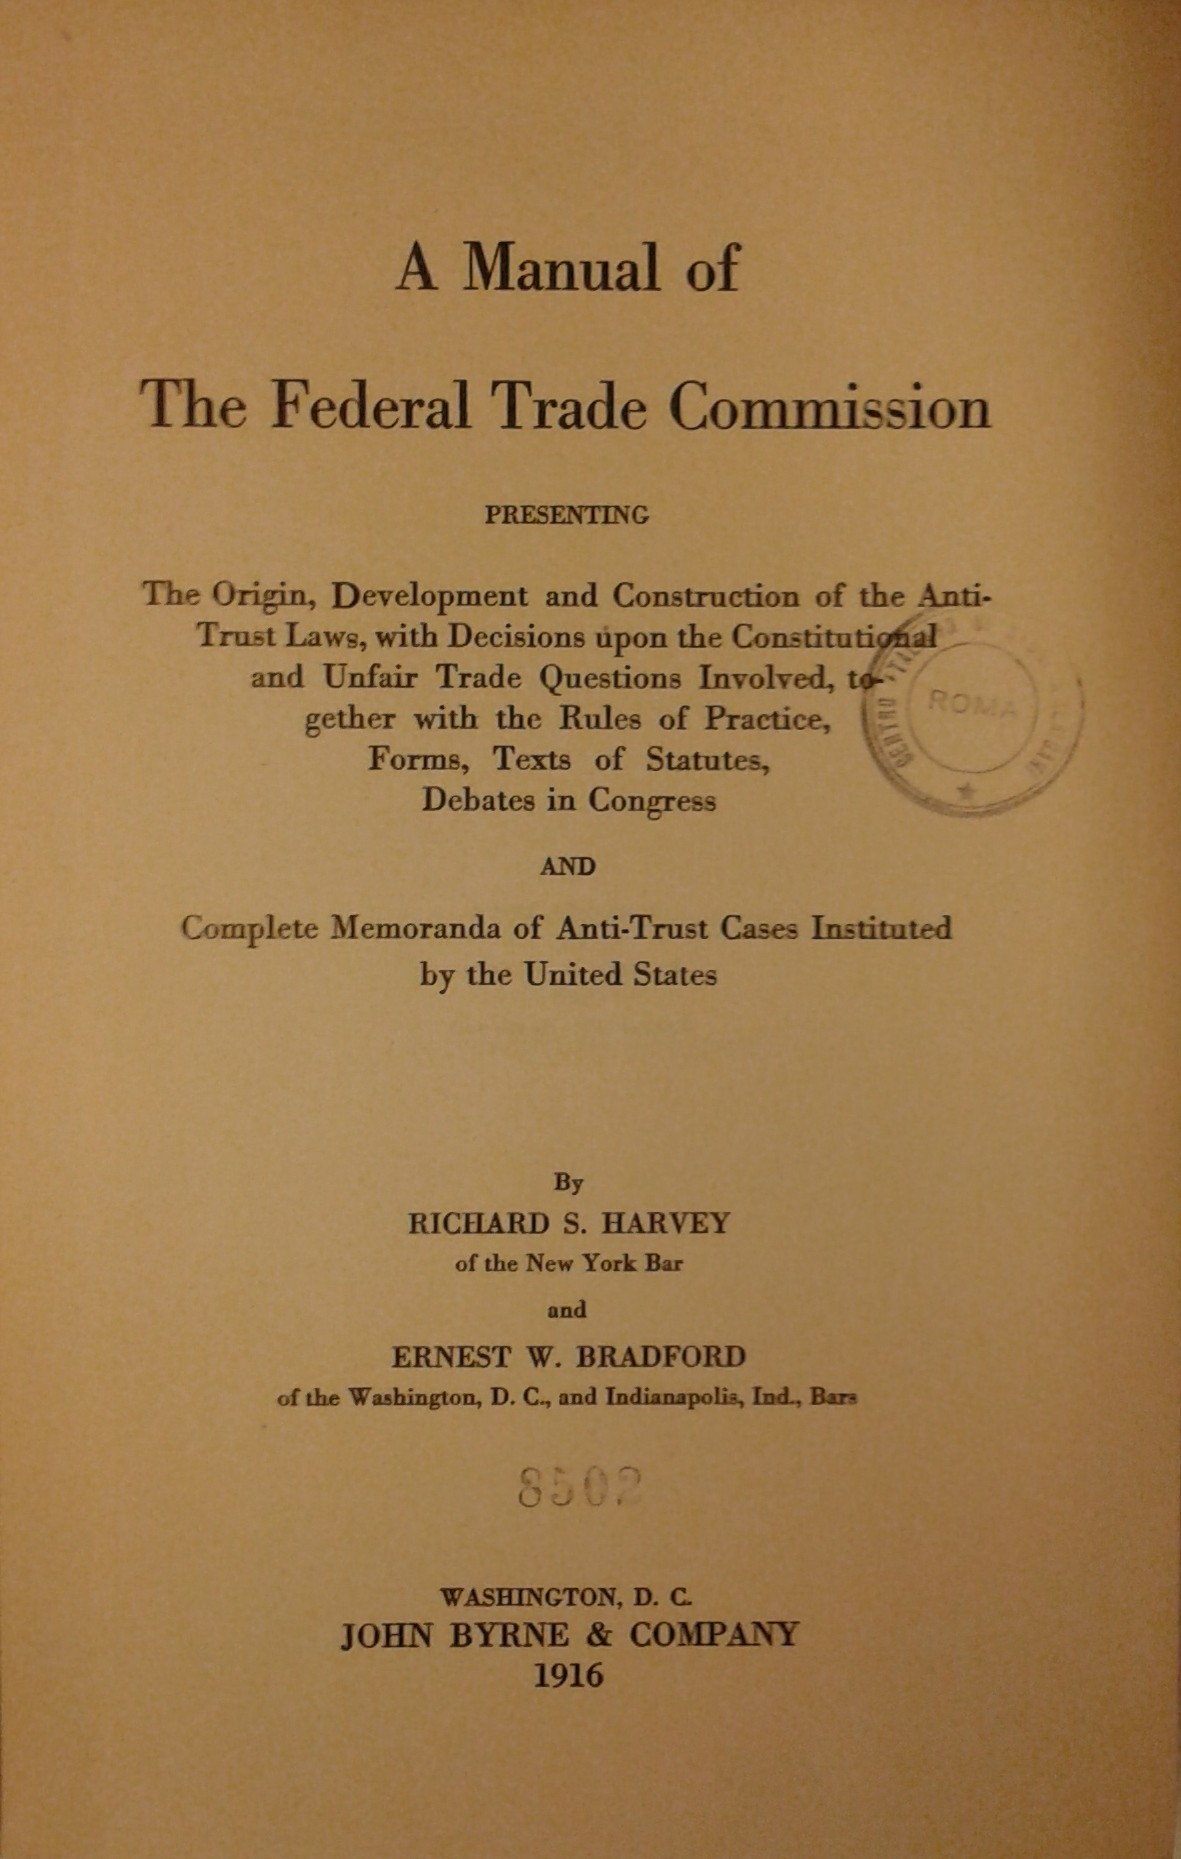 A Manual of
The Federal Trade Commission
PRESENTING
The Origin, Development and Construction of the Anti-
Trust Laws, with Decisions upon the Constitutional
and Unfair Trade Questions Involved, to-
gether with the Rules of Practice,
Forms, Texts of Statutes,
Debates in Congress
ROMA
AND
Complete Memoranda of Anti-Trust Cases Instituted
by the United States
By
RICHARD S. HARVEY
of the New York Bar
and
ERNEST W. BRADFORD
of the Washington, D. C., and Indianapolis, Ind., Bars
8502
WASHINGTON, D. C.
JOHN BYRNE & COMPANY
1916